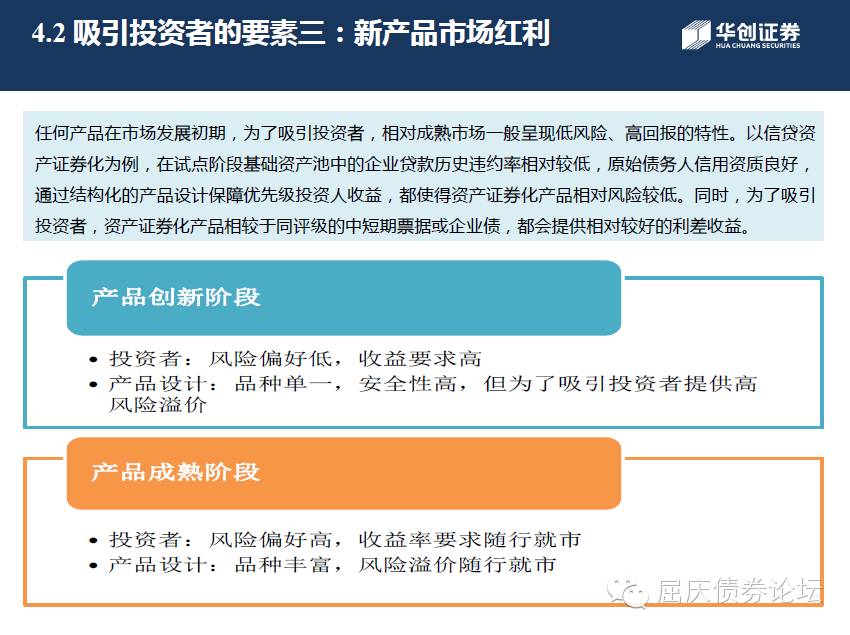 4.2 吸引投资者的要素三：新产品市场红利
华创证券
HUA CHUANG SECURITIES
任何产品在市场发展初期，为了吸引投资者，相对成熟市场一般呈现低风险、高回报的特性。以信贷资
产证券化为例，在试点阶段基础资产池中的企业贷款历史违约率相对较低，原始债务人信用资质良好，
通过结构化的产品设计保障优先级投资人收益，都使得资产证券化产品相对风险较低。同时，为了吸引
投资者，资产证券化产品相较于同评级的中短期票据或企业债，都会提供相对较好的利差收益。
产品创新阶段
• 投资者：风险偏好低，收益要求高
• 产品设计：品种单一，安全性高，但为了吸引投资者提供高
风险溢价
产品成熟阶段
• 投资者：风险偏好高，收益率要求随行就市
• 产品设计：品种丰富，风险溢价随行就市
屈庆债券论坛